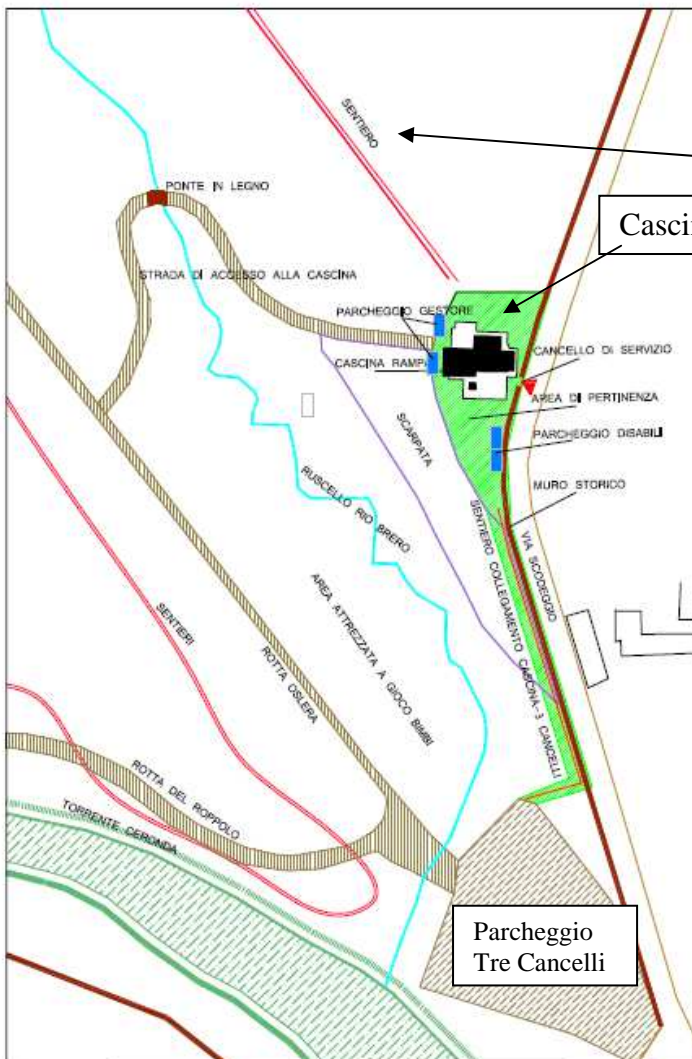 SENTIERO
PONTE IN LEGNO
Cascin
STRADA DI ACCESSO ALLA CASCINA
PARCHEGGIO GESTORE
CANCELLO DI SERVIZIO
CASCINA RAMP
AREA DI PERTINENZA
SCARPATA
PARCHEGGIO DISABILI
RUSCELLO RIO BRERO
MURO STORICO
VIA SCODEGGIO
SENTIERO COLLEGAMENTO CASCINA-3 CANCELLI
AREA ATTREZZATA A GIOCO BIMBI
SENTIERI
ROTTA OSLERA
ROTTA DEL ROPPOLO
TORRENTE CERONDA
Parcheggio
Tre Cancelli